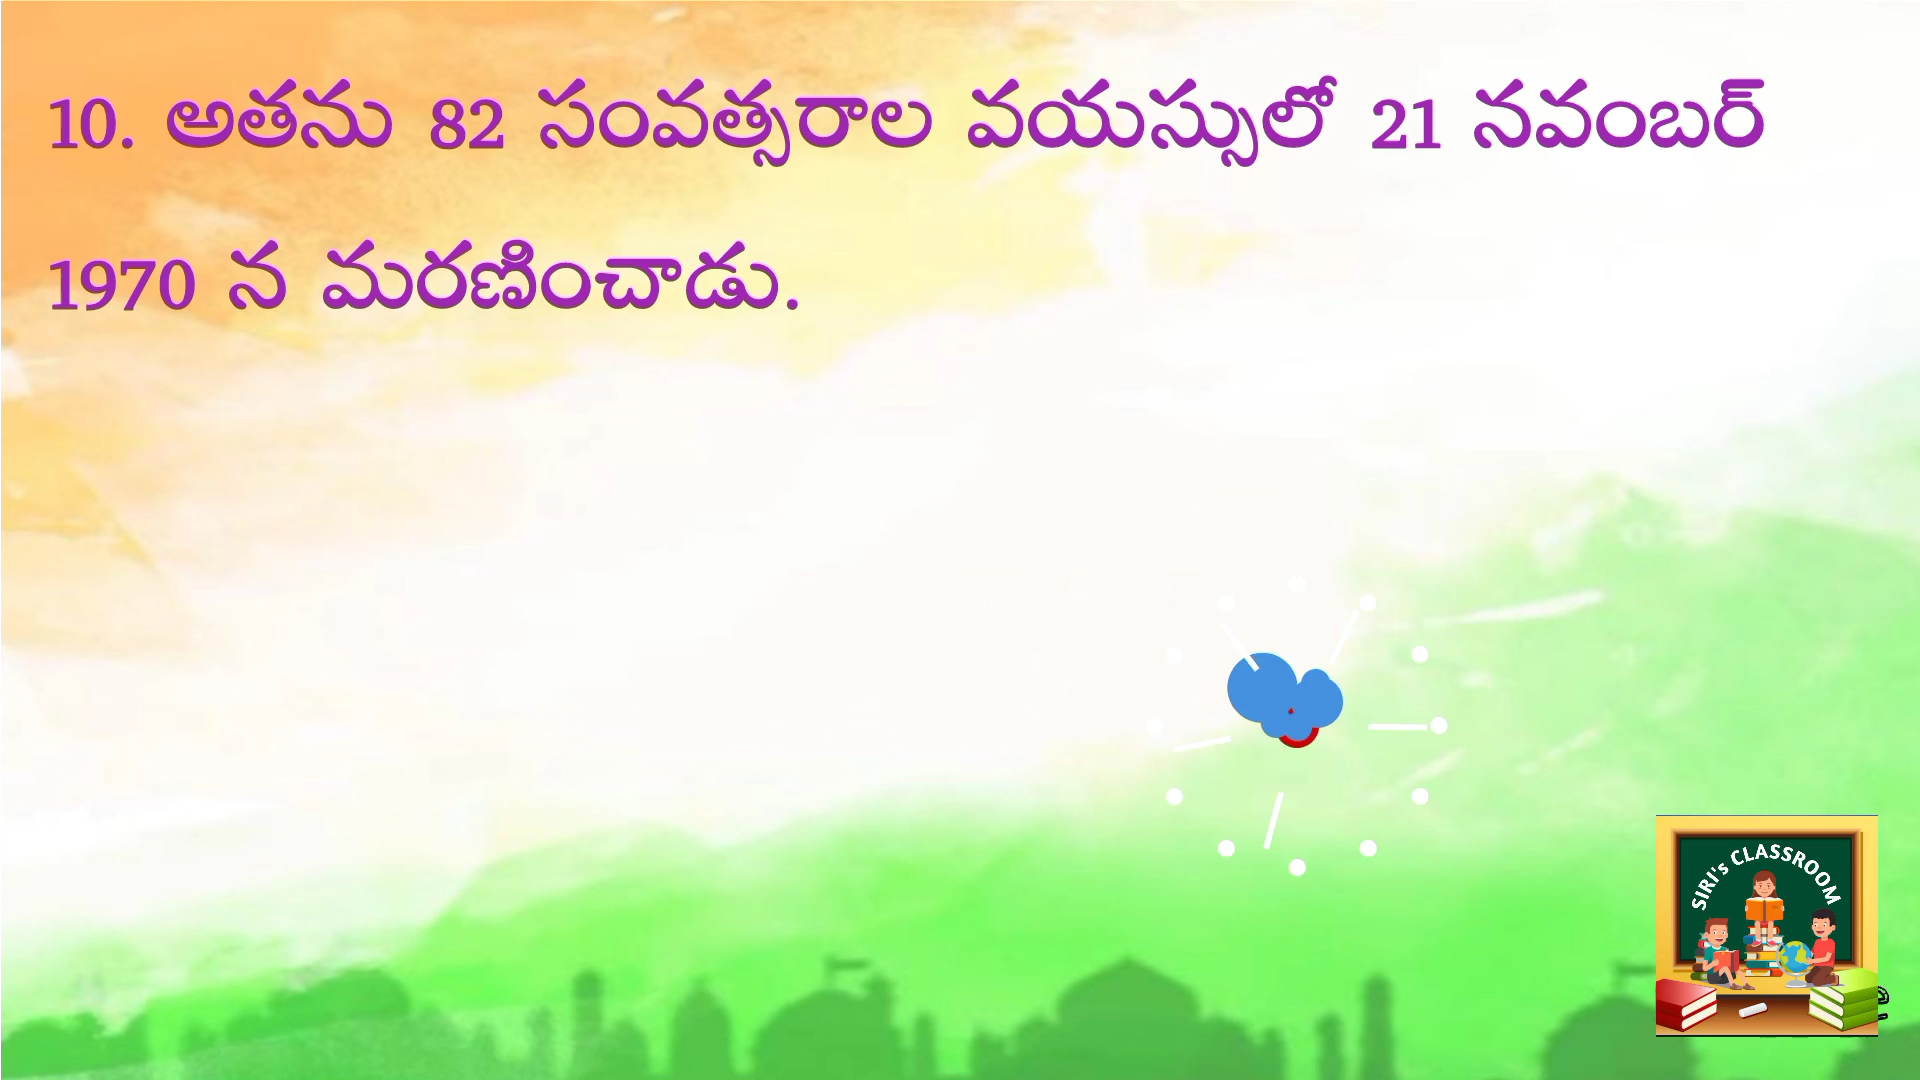 10. అతను 82 సంవత్సరాల వయస్సులో 21 నవంబర్
1970 న మరణించాడు.
SIRI's CLASSROOM